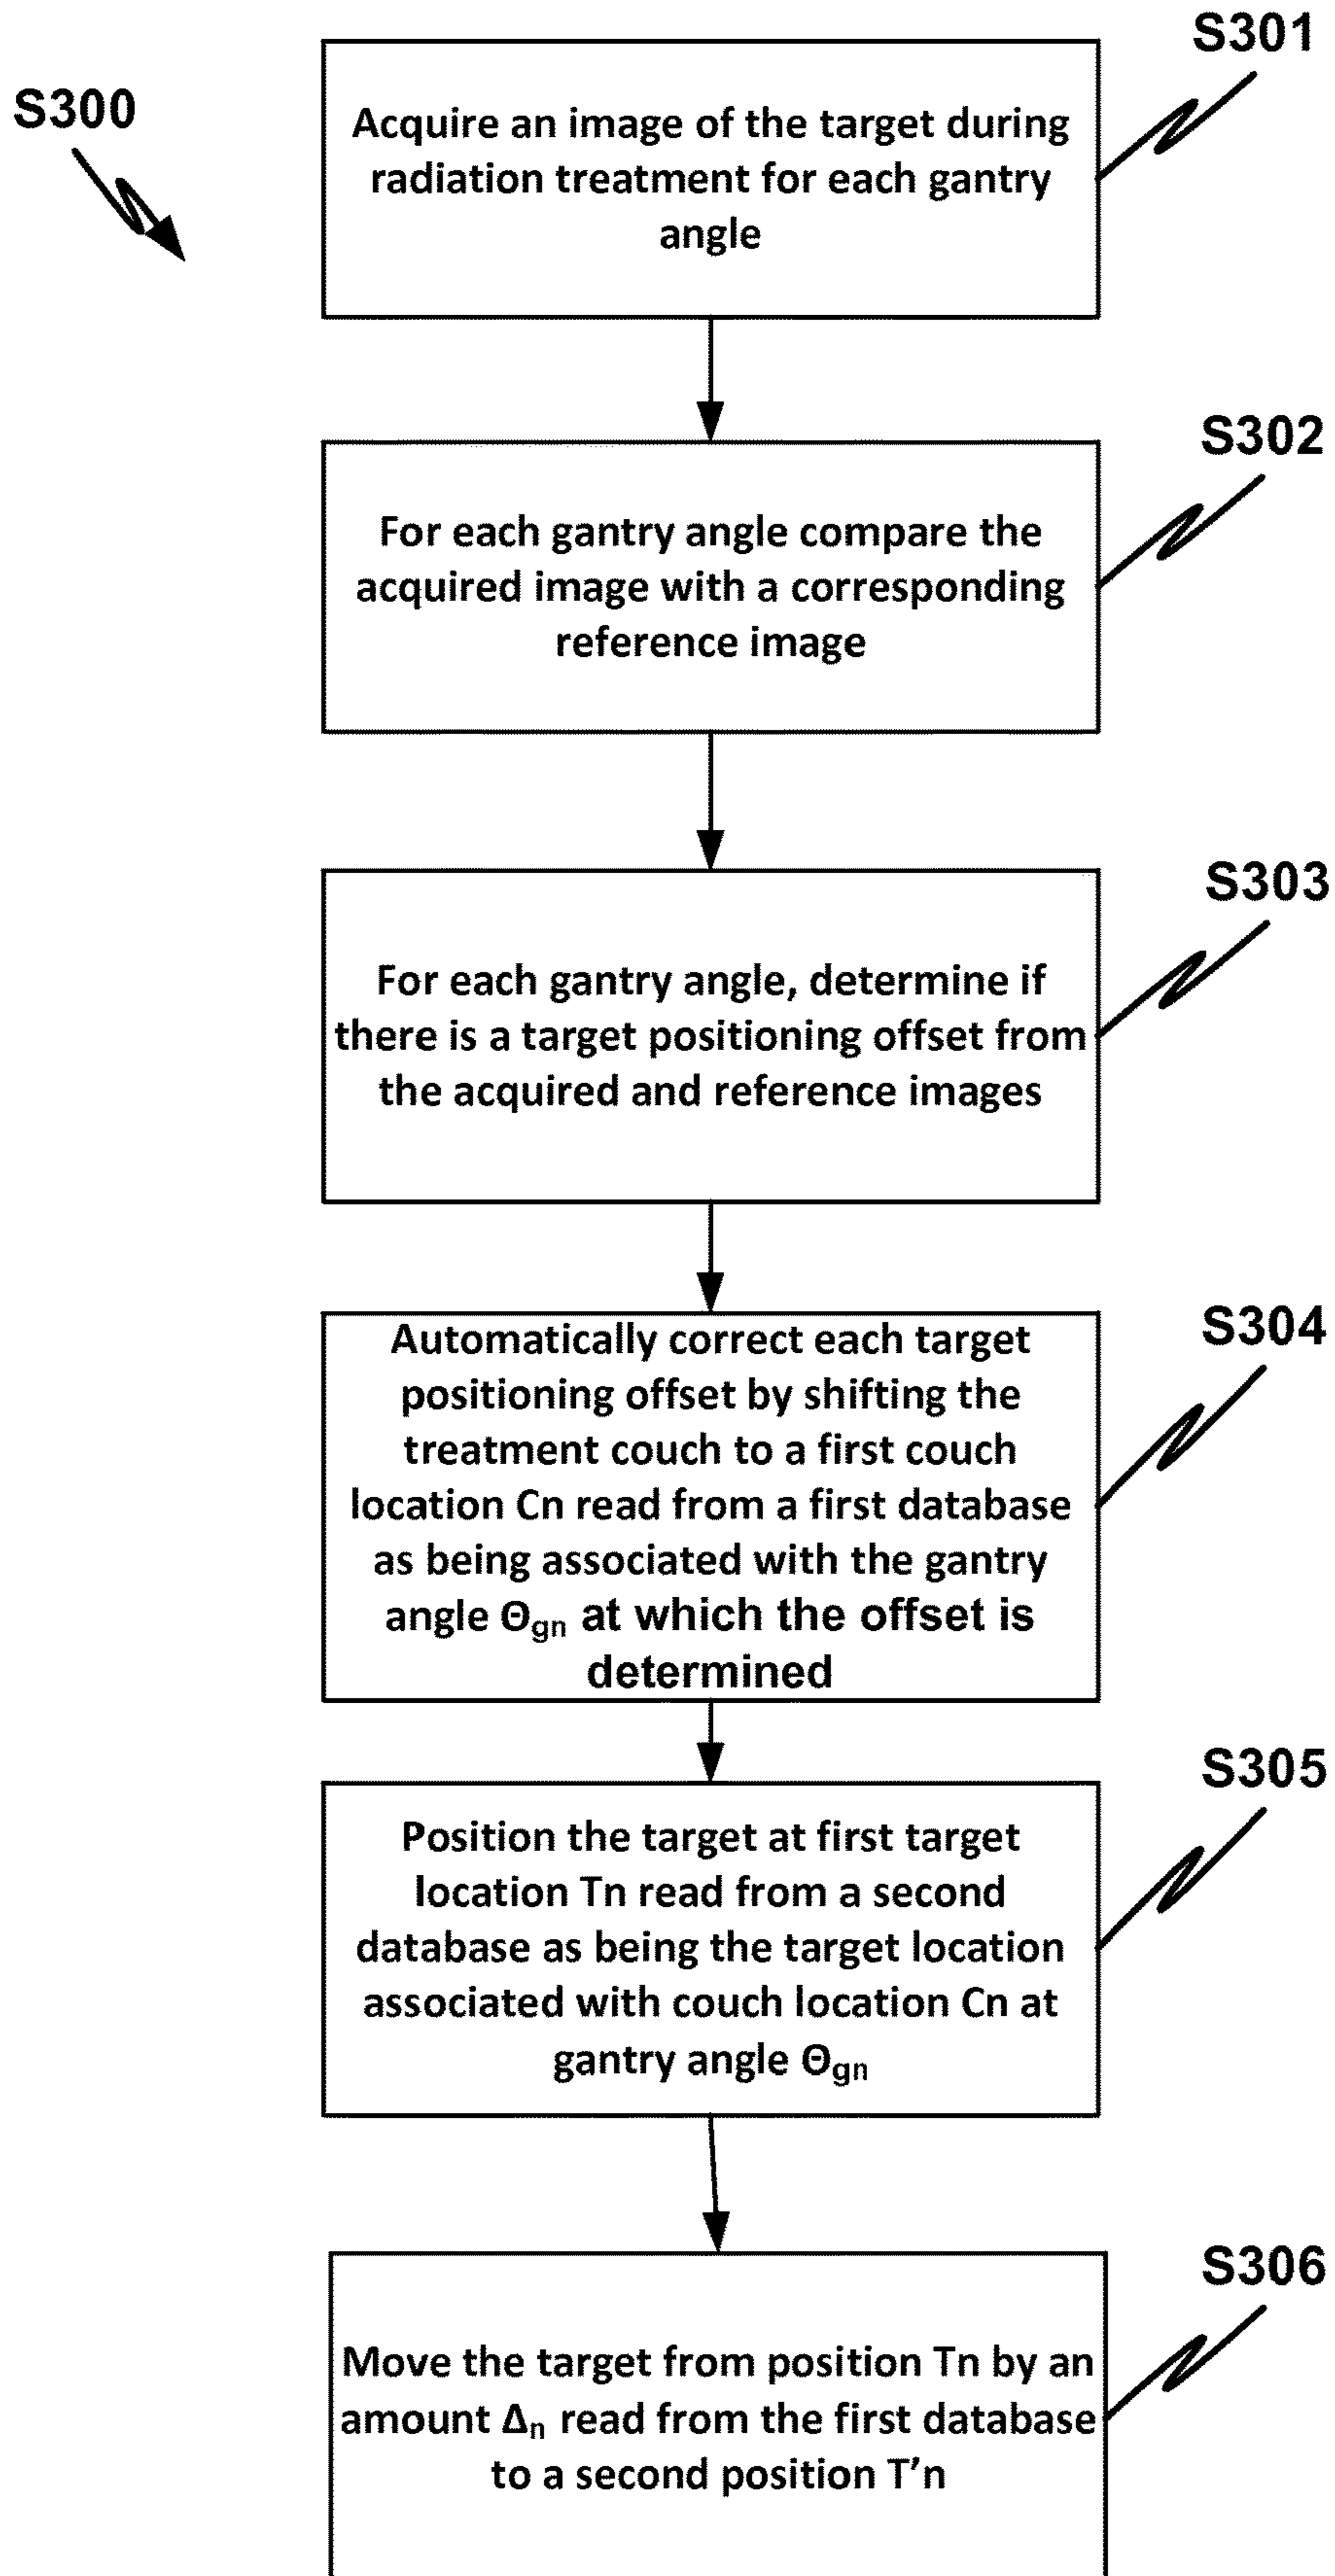 S301
S300
Acquire an image of the target during
radiation treatment for each gantry
angle
S302
For each gantry angle compare the
acquired image with a corresponding
reference image
S303
For each gantry angle, determine if
there is a target positioning offset from
the acquired and reference images
S304
Automatically correct each target
positioning offset by shifting the
treatment couch to a first couch
location Cn read from a first database
as being associated with the gantry
angle Θgn at which the offset is
determined
S305
Position the target at first target
location Tn read from a second
database as being the target location
associated with couch location Cn at
gantry angle Θgn
S306
Move the target from position Tn by an
amount Δn read from the first database
to a second position T’n